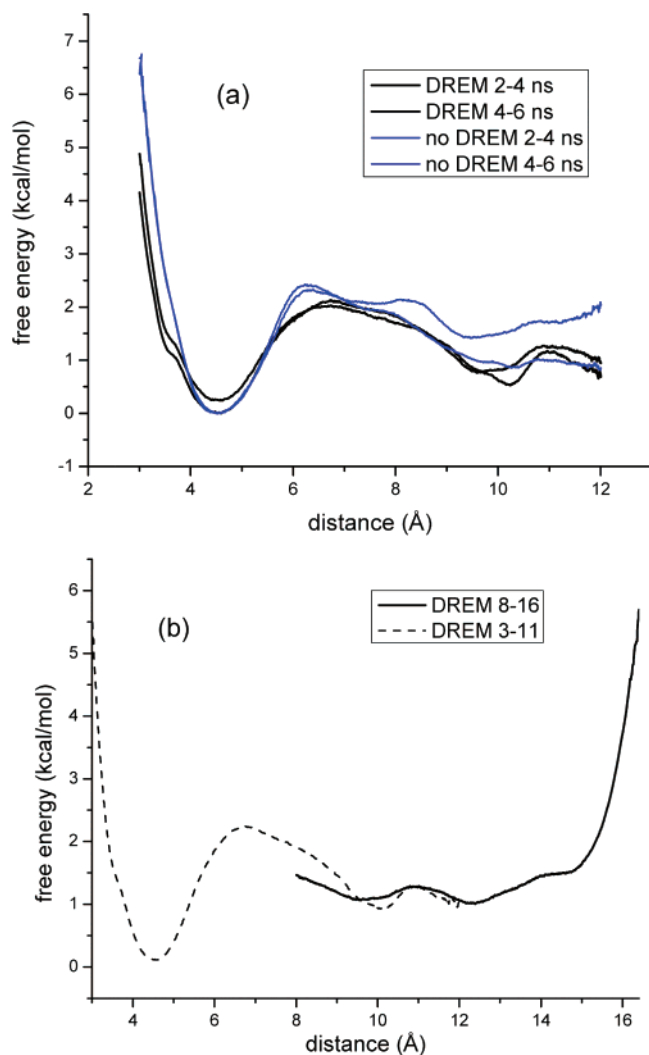 7
6
5
4
3
2
1
0
-1
free energy (kcal/mol)
(a)
DREM 2-4 ns
DREM 4-6 ns
no DREM 2-4 ns
no DREM 4-6 ns
2 4 6 8 10 12
distance (Å)
6
5
4
3
2
1
0
free energy (kcal/mol)
(b)
DREM 8-16
DREM 3-11
4 6 8 10 12 14 16
distance (Å)